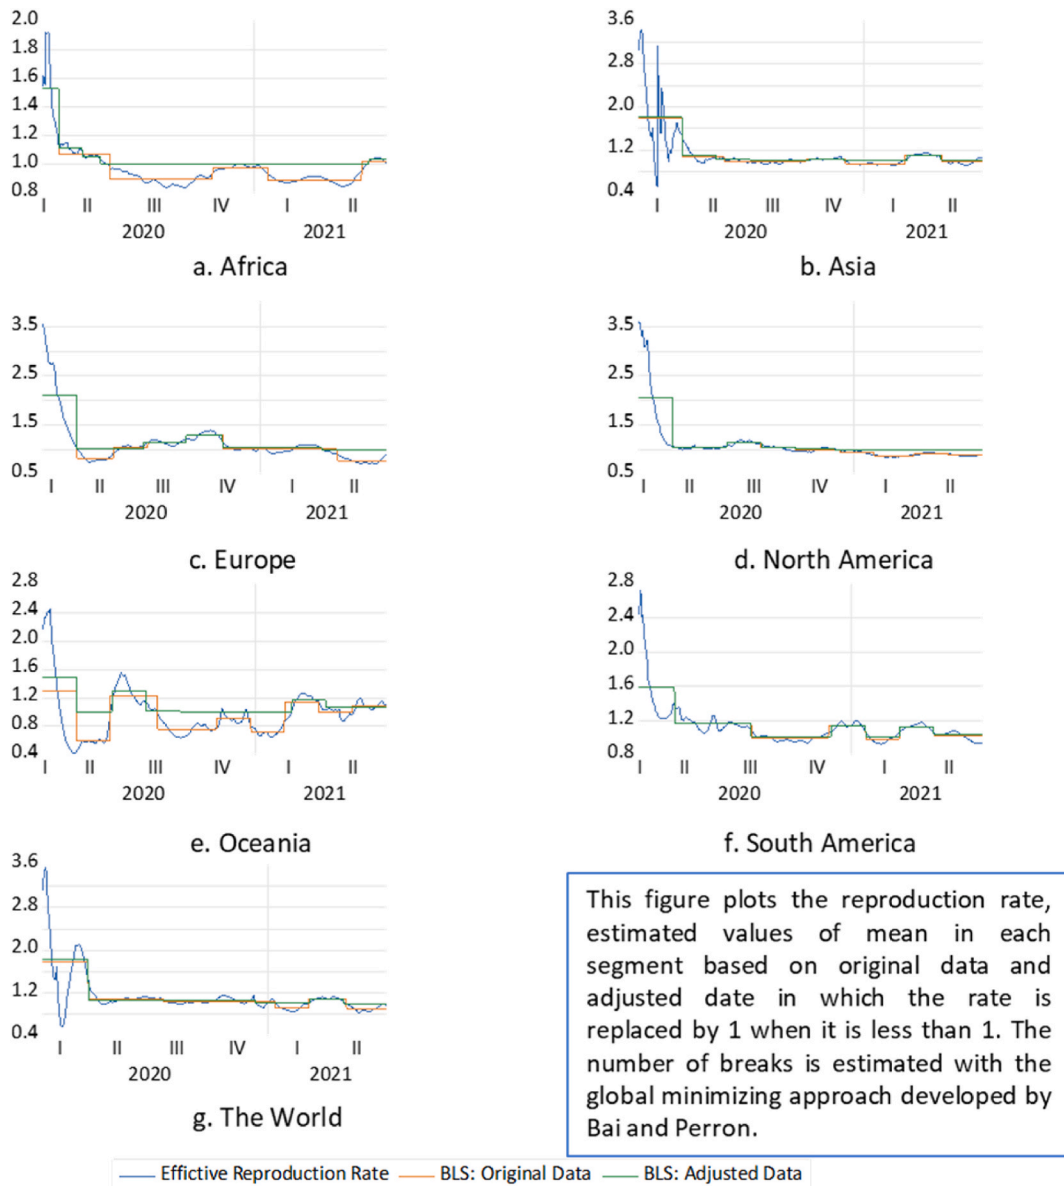 2.0
1.8
1.6
1.4
1.2
1.0
0.8
I II III IV I II
2020 2021
a. Africa
3.6
2.8
2.0
1.2
0.4
I II III IV I II
2020 2021
b. Asia
3.5
2.5
1.5
0.5
I II III IV I II
2020 2021
c. Europe
3.5
2.5
1.5
0.5
I II III IV I II
2020 2021
d. North America
2.8
2.4
2.0
1.6
1.2
0.8
0.4
I II III IV I II
2020 2021
e. Oceania
2.8
2.4
2.0
1.6
1.2
0.8
I II III IV I II
2020 2021
f. South America
3.6
2.8
2.0
1.2
0.4
I II III IV I II
2020 2021
g. The World
This figure plots the reproduction rate,
estimated values of mean in each
segment based on original data and
adjusted date in which the rate is
replaced by 1 when it is less than 1. The
number of breaks is estimated with the
global minimizing approach developed by
Bai and Perron.
Effictive Reproduction Rate BLS: Original Data BLS: Adjusted Data